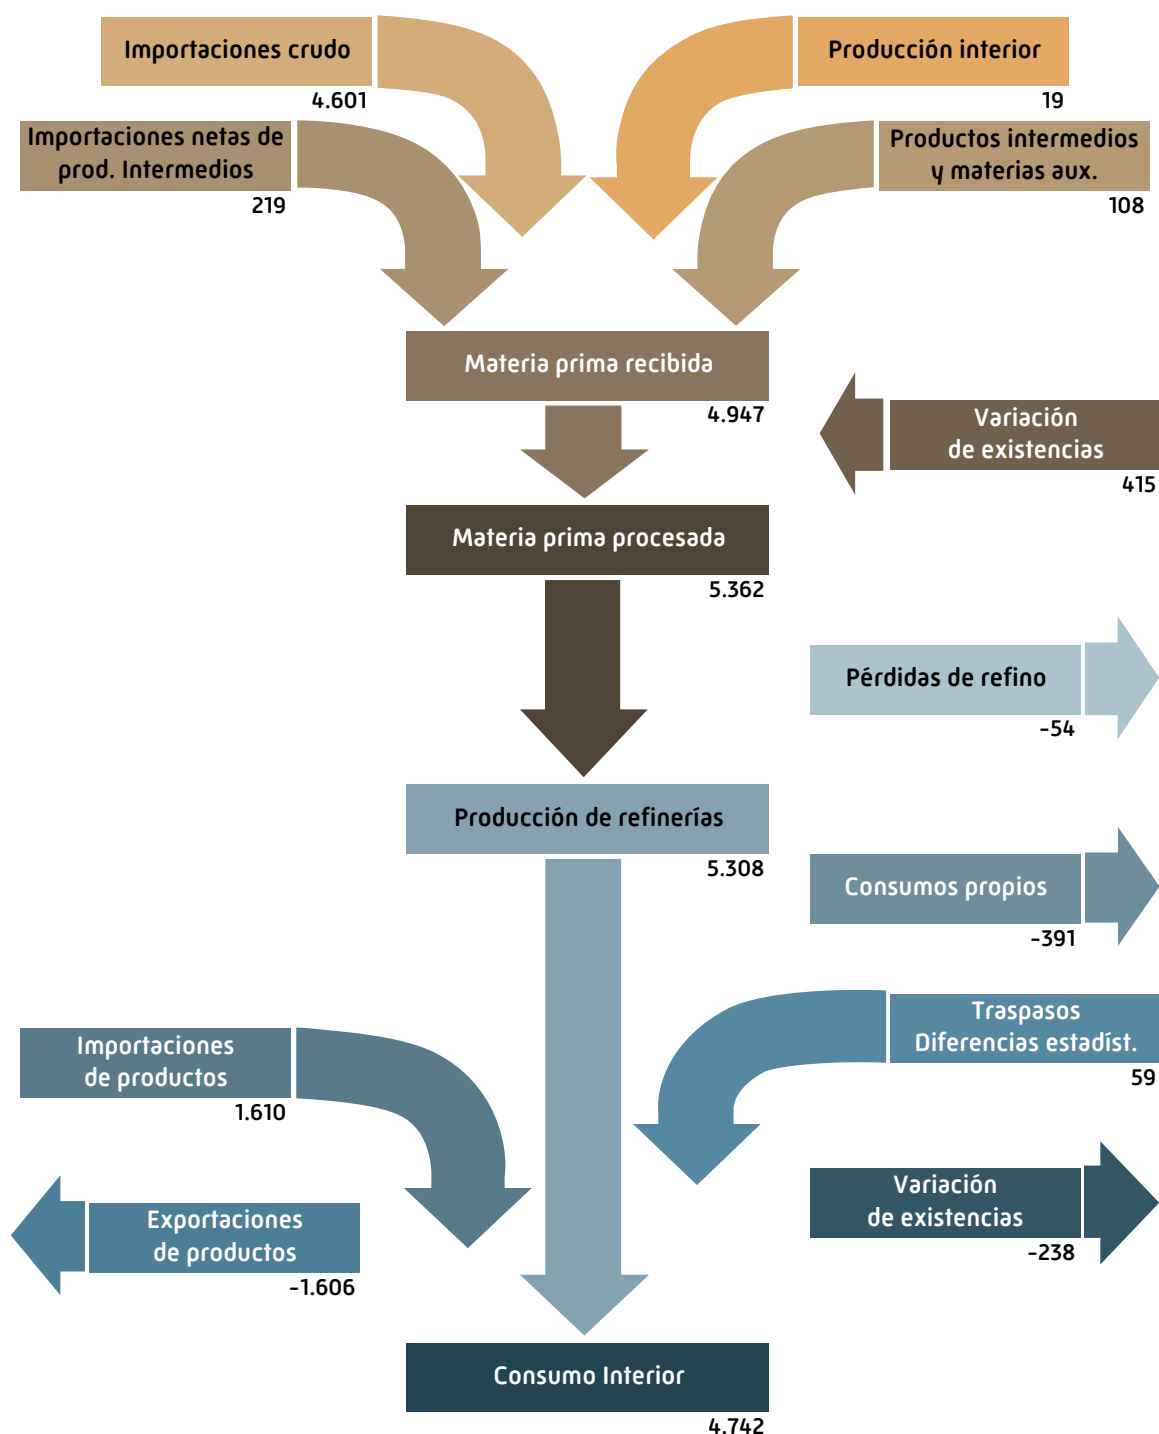 Importaciones crudo
4.601
Producción interior
19
Importaciones netas de
prod. Intermedios
219
Productos intermedios
y materias aux.
108
Materia prima recibida
4.947
Variación
de existencias
415
Materia prima procesada
5.362
Pérdidas de refino
-54
Producción de refinerías
5.308
Consumos propios
-391
Traspasos
Diferencias estadíst.
59
Importaciones
de productos
1.610
Variación
de existencias
-238
Exportaciones
de productos
-1.606
Consumo Interior
4.742